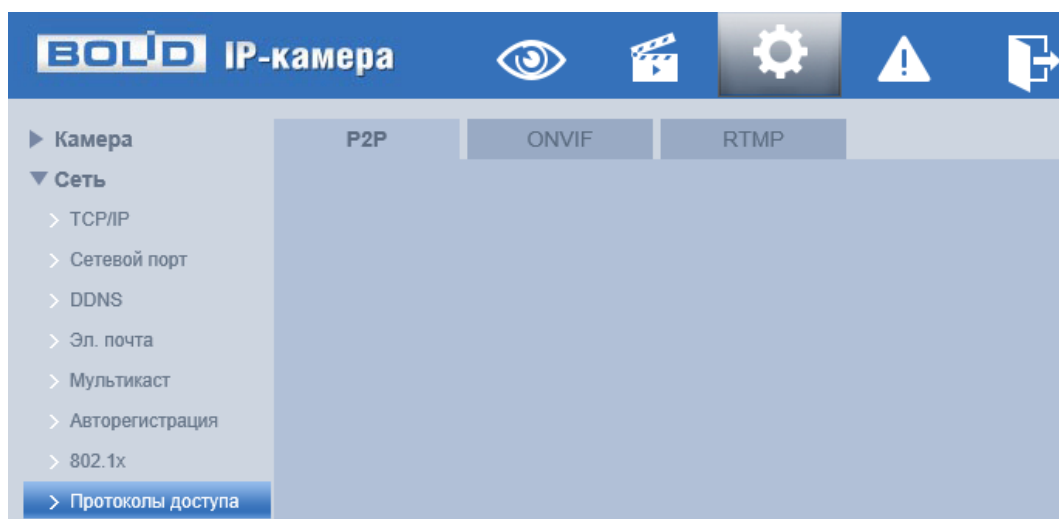 BOLID IP-камера
Камера
P2P
ONVIF
RTMP
Сеть
TCP/IP
Сетевой порт
DDNS
Эл. почта
Мультикаст
Авторегистрация
802.1x
Протоколы доступа